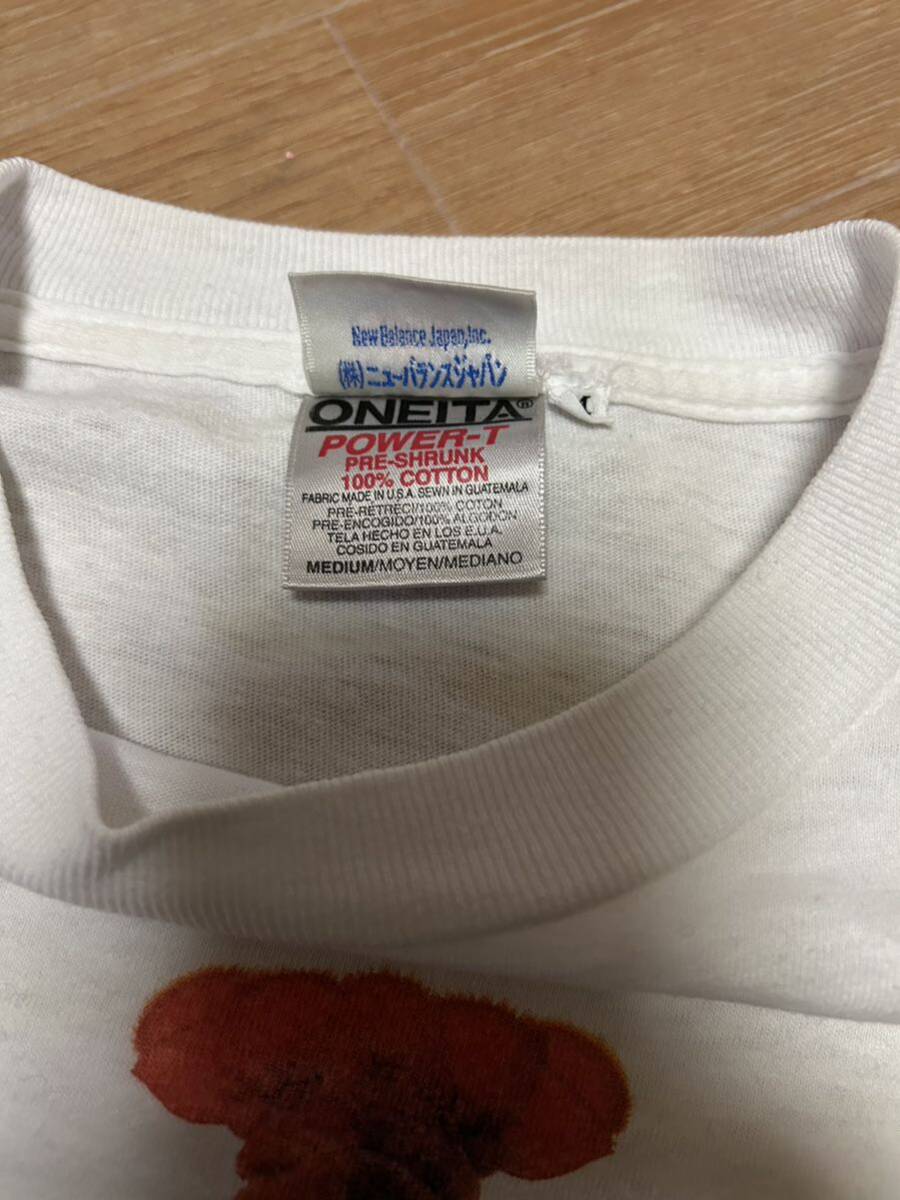 New Balance Japan,Inc.
(株)ニューバランスジャパン
ONEITA®
POWER-T
PRE-SHRUNK
100% COTTON
FABRIC MADE IN U.S.A. SEWN IN GUATEMALA
PRE-RETRECI/100% COTON
PRE-ENCOGIDO/100% ALGODON
TELA HECHO EN LOS E.U.A.
COSIDO EN GUATEMALA
MEDIUM/MOYEN/MEDIANO